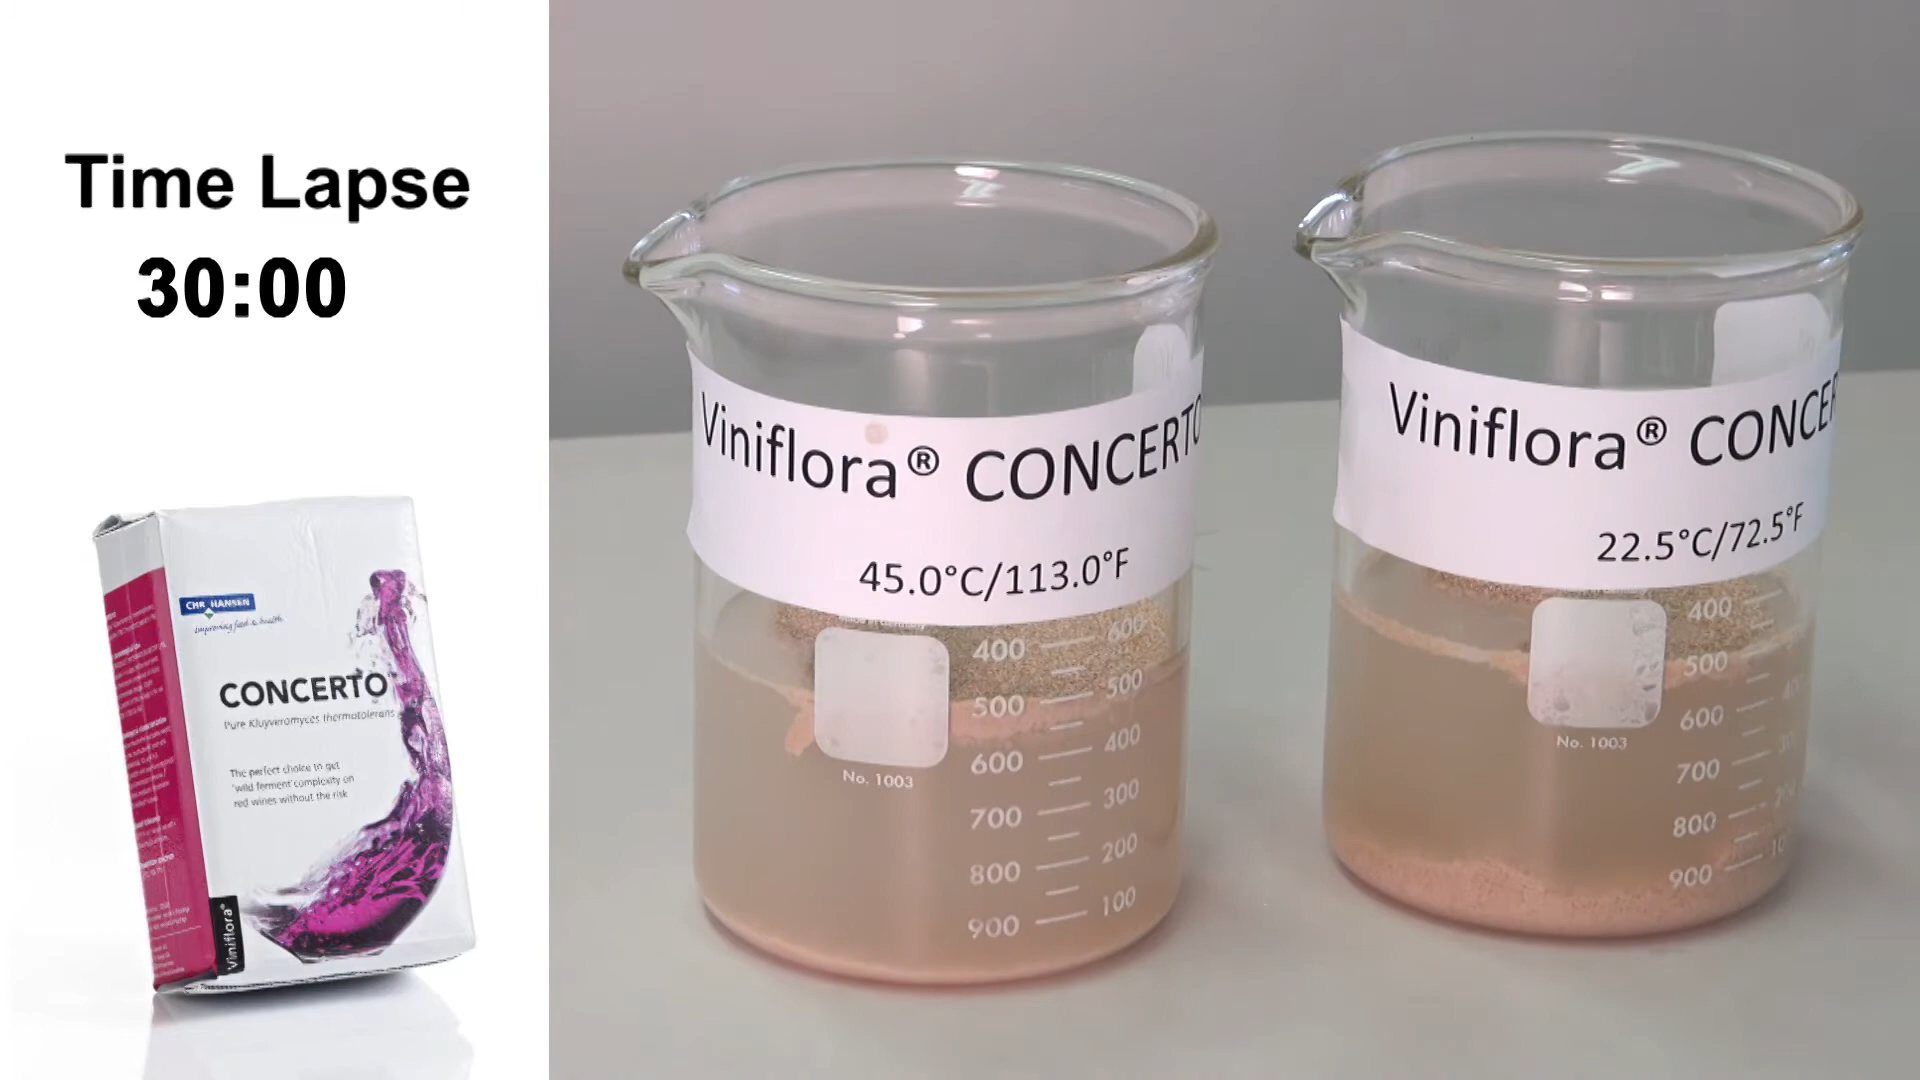 Time Lapse
30:00
CHR HANSEN
Improving food & health
CONCERTO™
Pure Kluyveromyces thermotolerans
The perfect choice to get
'wild ferment' complexity on
red wines without the risk
Viniflora®
Viniflora® CONCERTO
45.0°C/113.0°F
400 600
500 500
600 400
700 300
800 200
900 100
No. 1003
Viniflora® CONCER
22.5°C/72.5°F
400
500
600
700
800
900
No. 1003